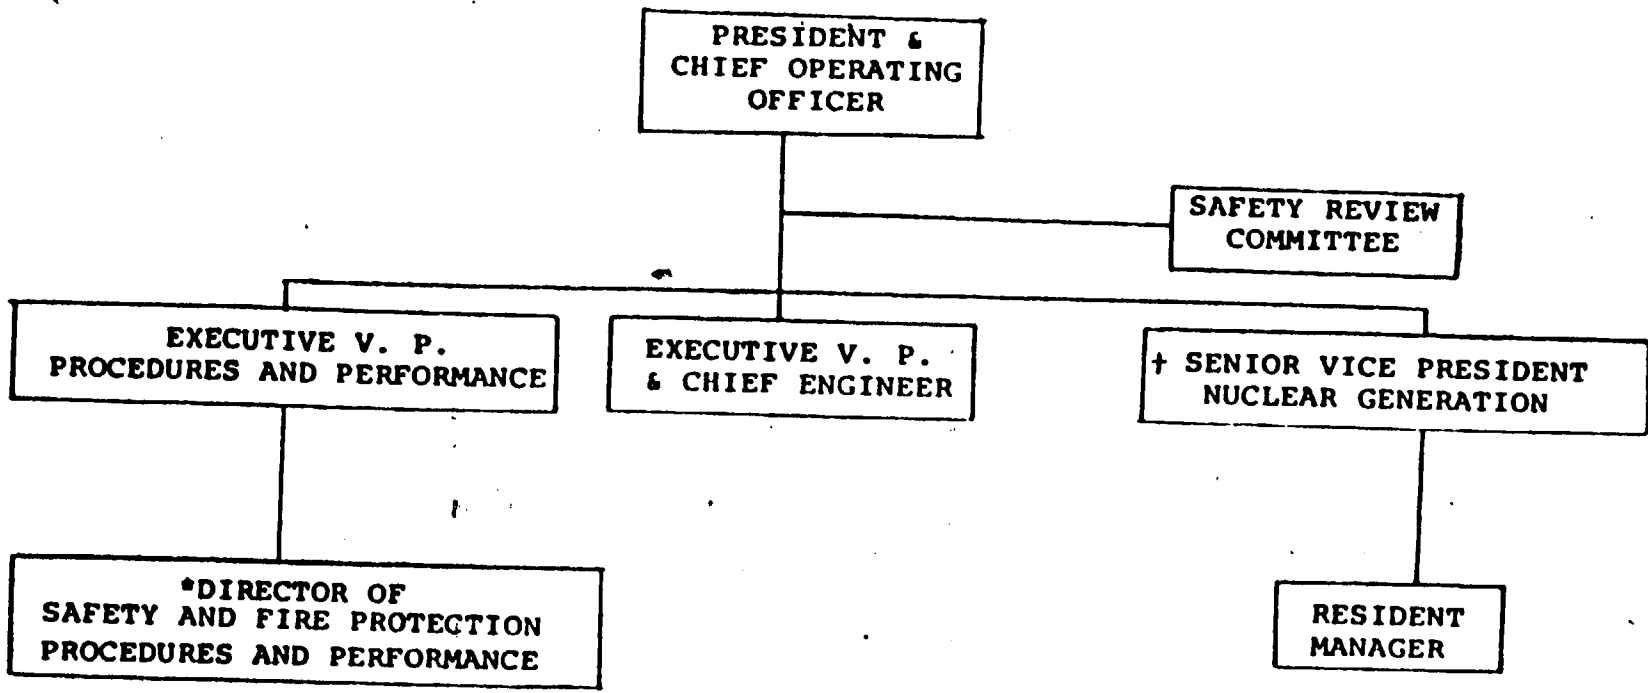 PRESIDENT &
CHIEF OPERATING
OFFICER
SAFETY REVIEW
COMMITTEE
EXECUTIVE V. P.
PROCEDURES AND PERFORMANCE
EXECUTIVE V. P.
& CHIEF ENGINEER
† SENIOR VICE PRESIDENT
NUCLEAR GENERATION
*DIRECTOR OF
SAFETY AND FIRE PROTECTION
PROCEDURES AND PERFORMANCE
RESIDENT
MANAGER